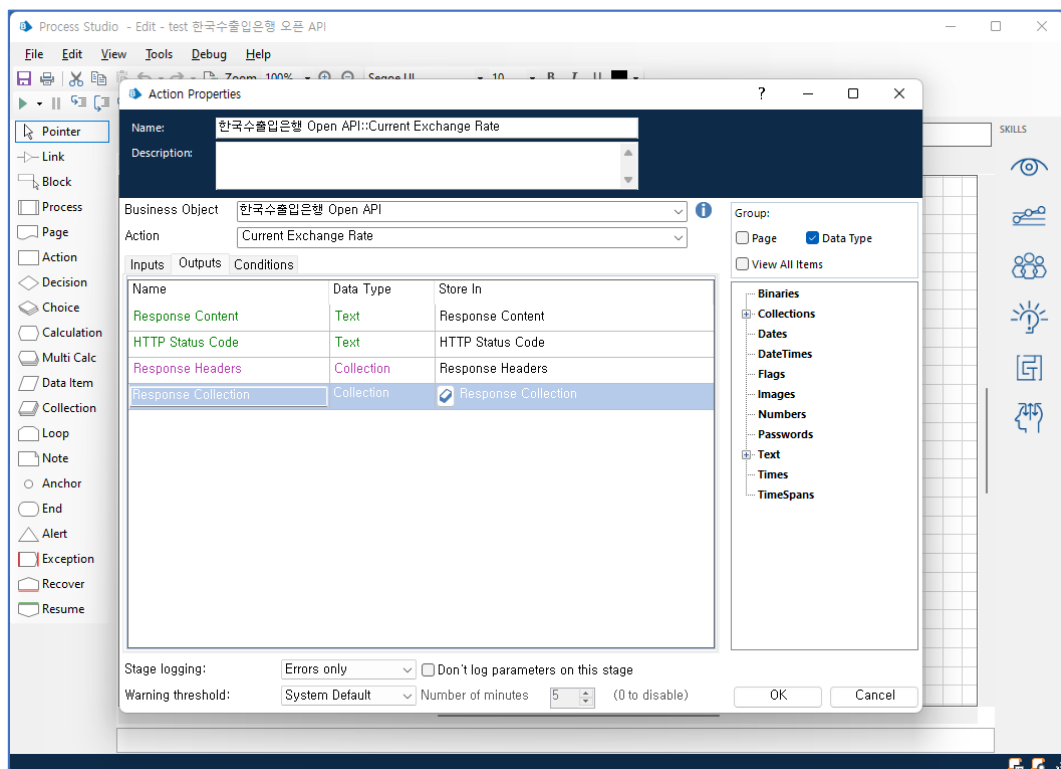 Process Studio - Edit - test 한국수출입은행 오픈 API
File Edit View Tools Debug Help
Zoom 100% Segoe UI 10 B I U
Action Properties
Name: 한국수출입은행 Open API::Current Exchange Rate
Description:
Business Object 한국수출입은행 Open API
Action Current Exchange Rate
Inputs Outputs Conditions
Name Data Type Store In
Response Content Text Response Content
HTTP Status Code Text HTTP Status Code
Response Headers Collection Response Headers
Response Collection Collection Response Collection
Group:
Page Data Type
View All Items
Binaries
Collections
Dates
DateTimes
Flags
Images
Numbers
Passwords
Text
Times
TimeSpans
Stage logging: Errors only Don't log parameters on this stage
Warning threshold: System Default Number of minutes 5 (0 to disable)
OK Cancel
Pointer
Link
Block
Process
Page
Action
Decision
Choice
Calculation
Multi Calc
Data Item
Collection
Loop
Note
Anchor
End
Alert
Exception
Recover
Resume
SKILLS